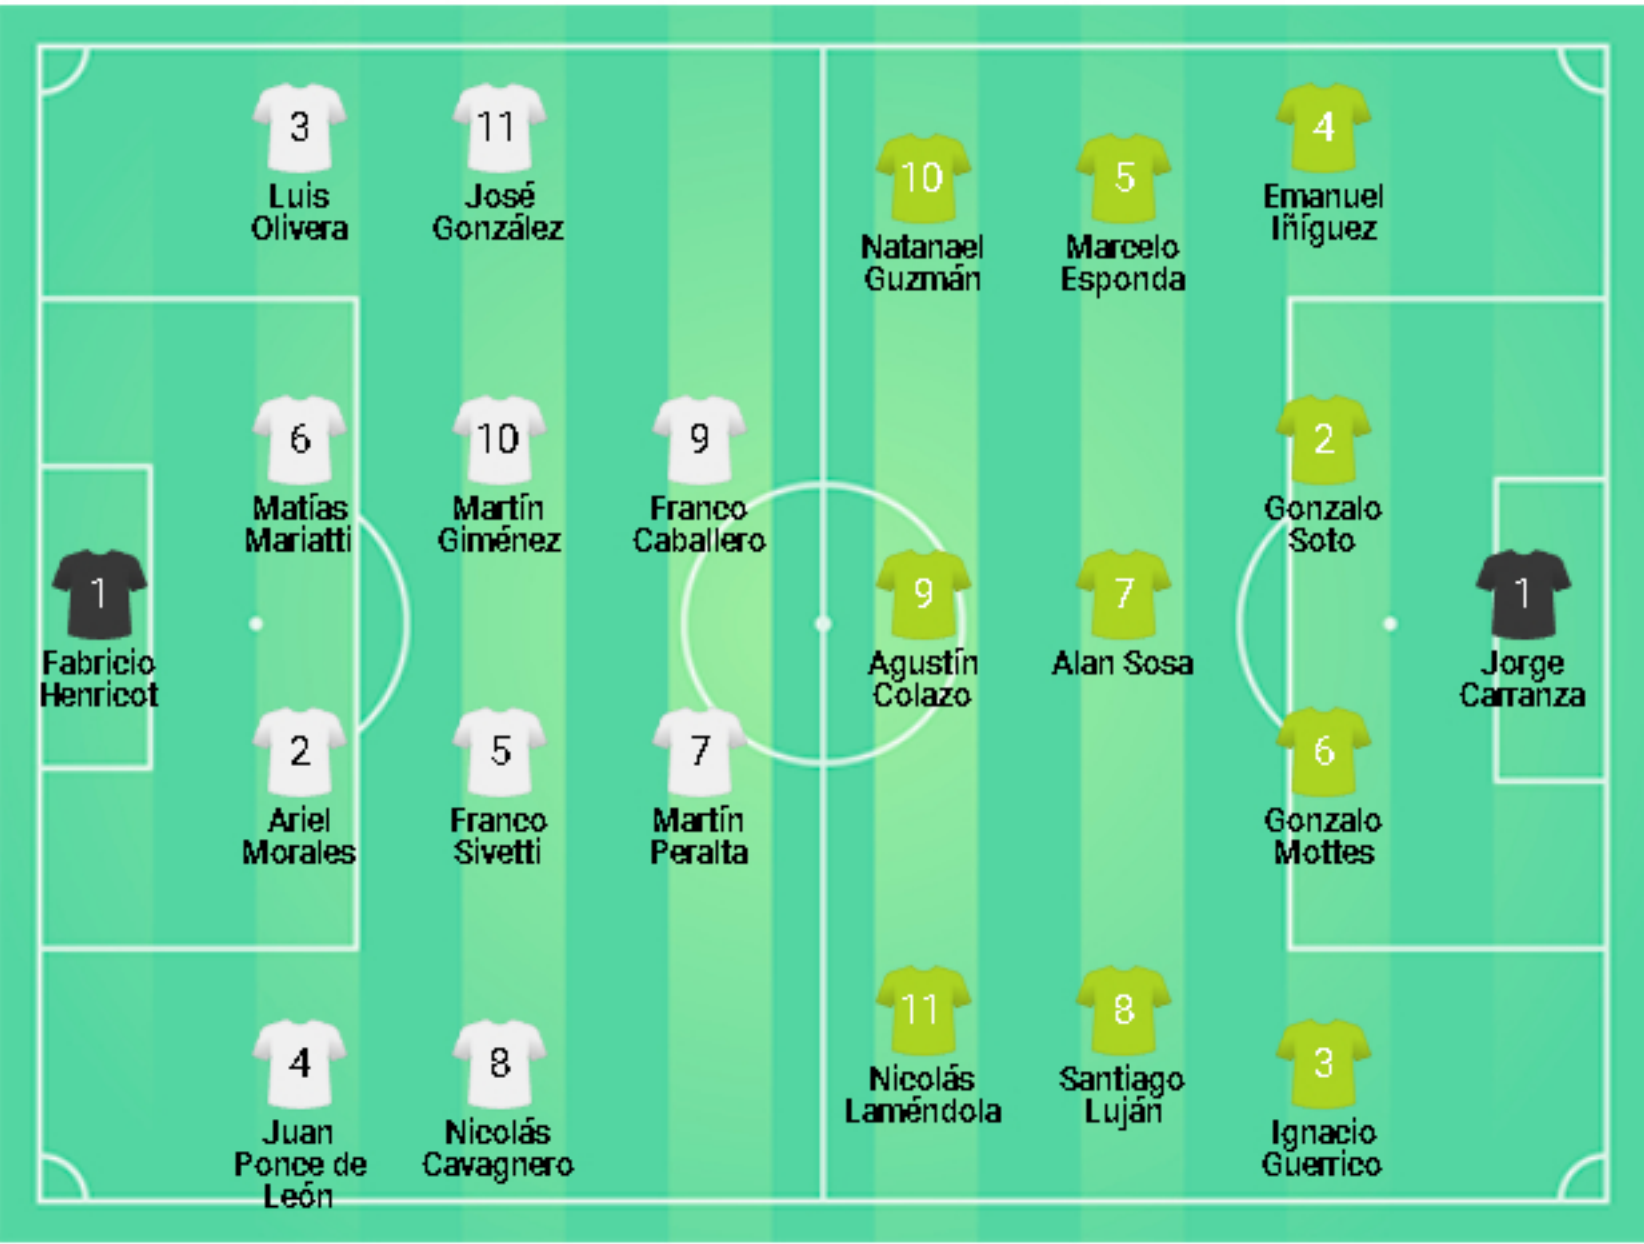 3
Luis
Olivera
11
José
González
10
Natanael
Guzmán
5
Marcelo
Esponda
4
Emanuel
Iñíguez
6
Matías
Mariatti
10
Martín
Giménez
9
Franco
Caballero
2
Gonzalo
Soto
1
Fabricio
Henricot
9
Agustín
Colazo
7
Alan Sosa
1
Jorge
Carranza
2
Ariel
Morales
5
Franco
Sivetti
7
Martín
Peralta
6
Gonzalo
Mottes
4
Juan
Ponce de
León
8
Nicolás
Cavagnero
11
Nicolás
Laméndola
8
Santiago
Luján
3
Ignacio
Guerrico